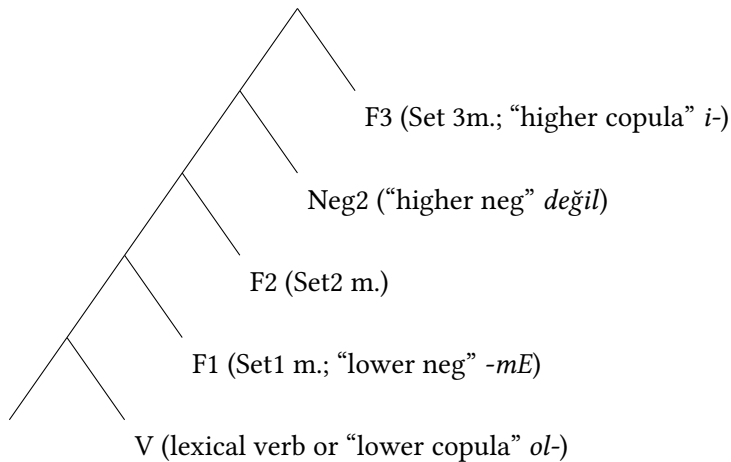 F3 (Set 3m.; “higher copula” i-)
Neg2 (“higher neg” değil)
F2 (Set2 m.)
F1 (Set1 m.; “lower neg” -mE)
V (lexical verb or “lower copula” ol-)